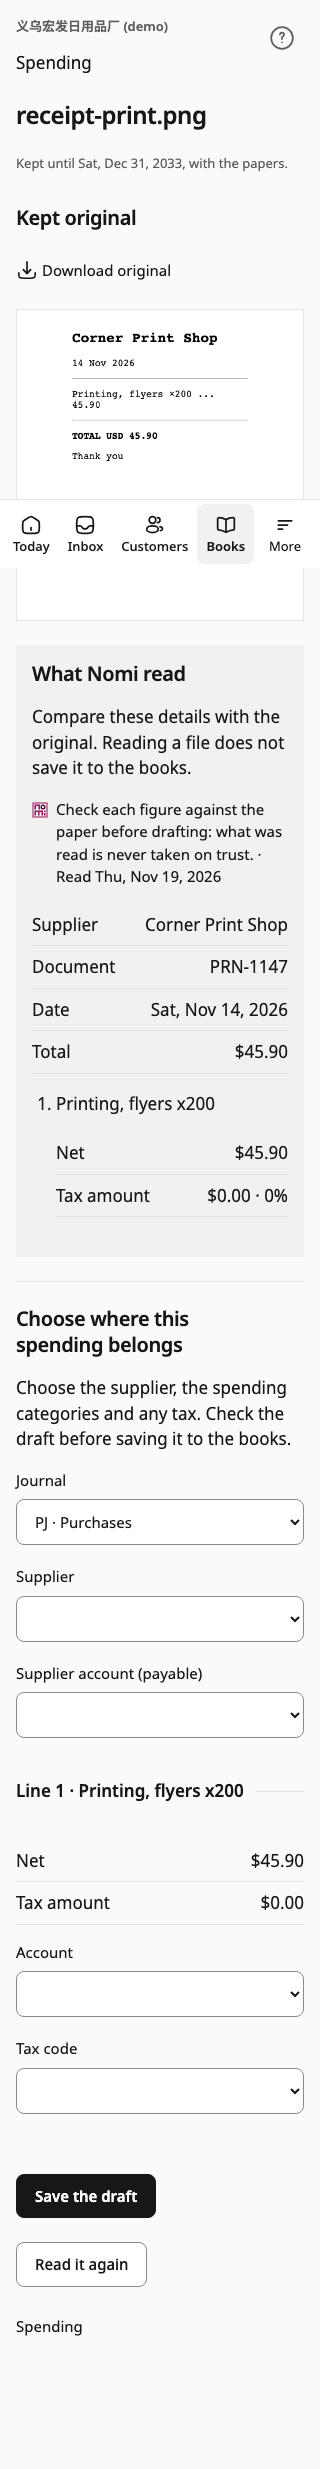 义乌宏发日用品厂 (demo)
Spending
receipt-print.png
Kept until Sat, Dec 31, 2033, with the papers.
Kept original
Download original
Corner Print Shop
14 Nov 2026
Printing, flyers ×200 ...
45.90
TOTAL USD 45.90
Thank you
Today Inbox Customers Books More
What Nomi read
Compare these details with the
original. Reading a file does not
save it to the books.
Check each figure against the
paper before drafting: what was
read is never taken on trust. ·
Read Thu, Nov 19, 2026
Supplier Corner Print Shop
Document PRN-1147
Date Sat, Nov 14, 2026
Total $45.90
1. Printing, flyers x200
Net $45.90
Tax amount $0.00 · 0%
Choose where this
spending belongs
Choose the supplier, the spending
categories and any tax. Check the
draft before saving it to the books.
Journal
PJ · Purchases
Supplier
Supplier account (payable)
Line 1 · Printing, flyers x200
Net $45.90
Tax amount $0.00
Account
Tax code
Save the draft
Read it again
Spending